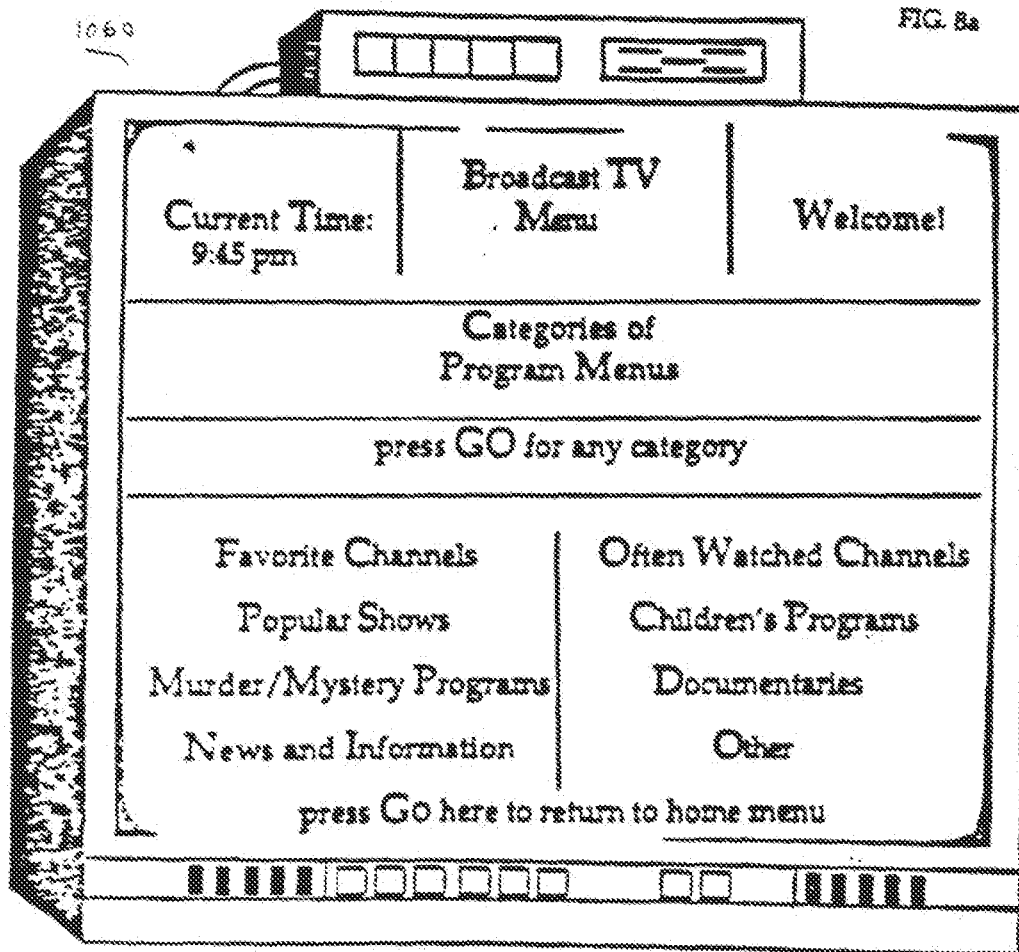 1060
FIG. 8a
Current Time:
9:45 pm
Broadcast TV
Menu
Welcome!
Categories of
Program Menus
press GO for any category
Favorite Channels
Popular Shows
Murder/Mystery Programs
News and Information
Often Watched Channels
Children's Programs
Documentaries
Other
press Go here to return to home menu